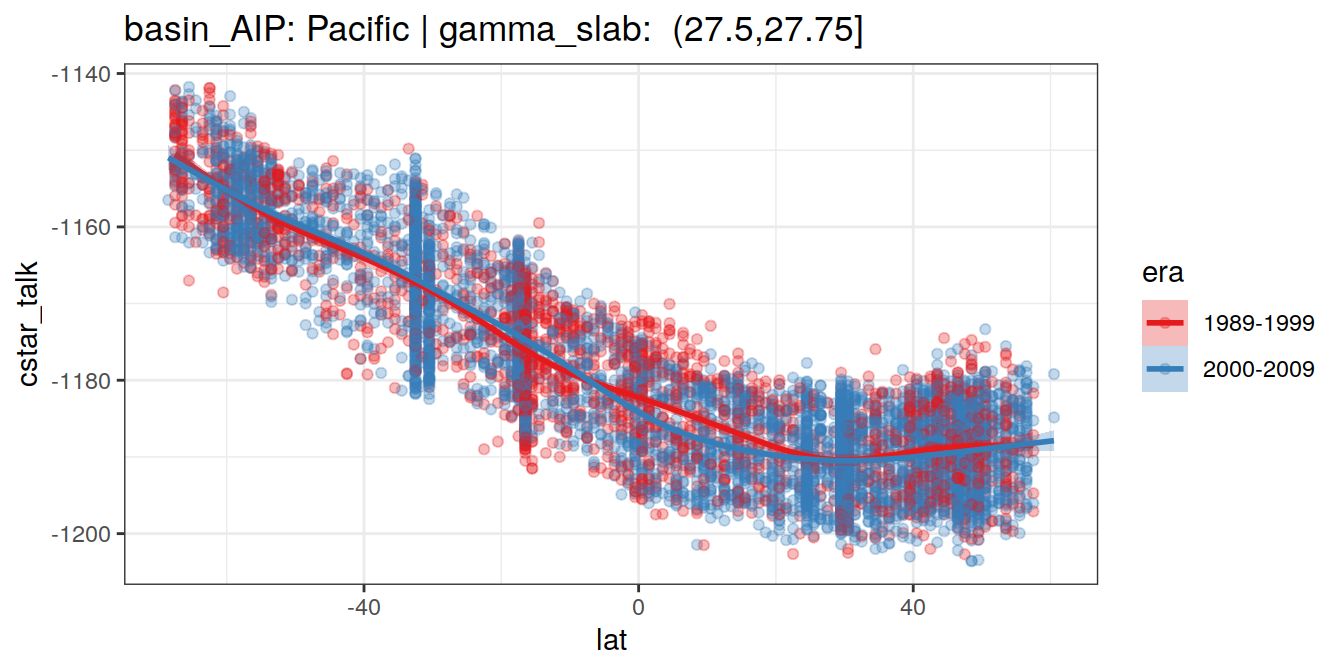 basin_AIP: Pacific | gamma_slab:  (27.5,27.75]
-1140
-1160
-1180
-1200
cstar_talk
-40
0
40
lat
era
1989-1999
2000-2009